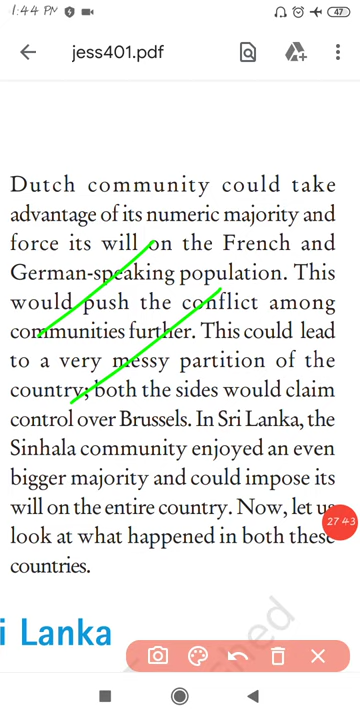 1:44 PM
47
jess401.pdf
Dutch community could take
advantage of its numeric majority and
force its will on the French and
German-speaking population. This
would push the conflict among
communities further. This could lead
to a very messy partition of the
country; both the sides would claim
control over Brussels. In Sri Lanka, the
Sinhala community enjoyed an even
bigger majority and could impose its
will on the entire country. Now, let us
look at what happened in both these
countries.
27:43
i Lanka